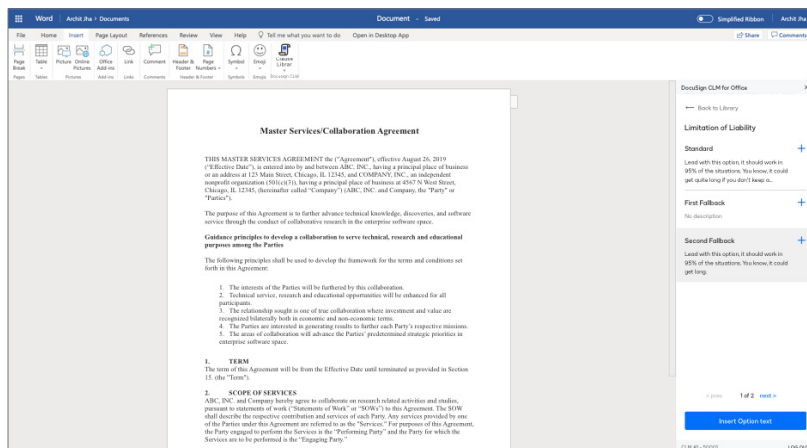 Word Archit Jha > Documents Document - Saved Simplified Ribbon Archit Jha
File Home Insert Page Layout References Review View Help Tell me what you want to do Open in Desktop App Share Comments
Page Break Table Picture Online Pictures Office Add-ins Link Comment Header & Footer Page Numbers Symbol Emoji Clause Librar
Pages Tables Pictures Add-ins Links Comments Header & Footer Symbols Emojis Docusign CLM
DocuSign CLM for Office
Back to Library
Limitation of Liability
Standard
Lead with this option, it should work in
95% of the situations. You know, it could
get quite long if you don't keep a...
First Fallback
No description
Second Fallback
Lead with this option, it should work in
95% of the situations. You know, it could
get long.
< prev 1 of 2 next >
Insert Option text
Master Services/Collaboration Agreement
THIS MASTER SERVICES AGREEMENT the ("Agreement"), effective August 26, 2019
("Effective Date"), is entered into by and between ABC, INC., having a principal place of business
or an address at 123 Main Street, Chicago, IL 12345, and COMPANY, INC., an independent
nonprofit organization (501(c)(3)), having a principal place of business at 4567 N West Street,
Chicago, IL 12345, (hereinafter called "Company") (ABC, INC. and Company, the "Party" or
"Parties").
The purpose of this Agreement is to further advance technical knowledge, discoveries, and software
service through the conduct of collaborative research in the enterprise software space.
Guidance principles to develop a collaboration to serve technical, research and educational
purposes among the Parties
The following principles shall be used to develop the framework for the terms and conditions set
forth in this Agreement:
1. The interests of the Parties will be furthered by this collaboration.
2. Technical service, research and educational opportunities will be enhanced for all
participants.
3. The relationship sought is one of true collaboration where investment and value are
recognized bilaterally both in economic and non-economic terms.
4. The Parties are interested in generating results to further each Party's respective missions.
5. The areas of collaboration will advance the Parties' predetermined strategic priorities in
enterprise software space.
1. TERM
The term of this Agreement will be from the Effective Date until terminated as provided in Section
15. (the "Term").
2. SCOPE OF SERVICES
ABC, INC. and Company hereby agree to collaborate on research related activities and studies,
pursuant to statements of work ("Statements of Work" or "SOWs") to this Agreement. The SOW
shall describe the respective contribution and services of each Party. Any services provided by one
of the Parties under this Agreement are referred to as the "Services." For purposes of this Agreement,
the Party engaged to perform the Services is the "Performing Party" and the Party for which the
Services are to be performed is the "Engaging Party."